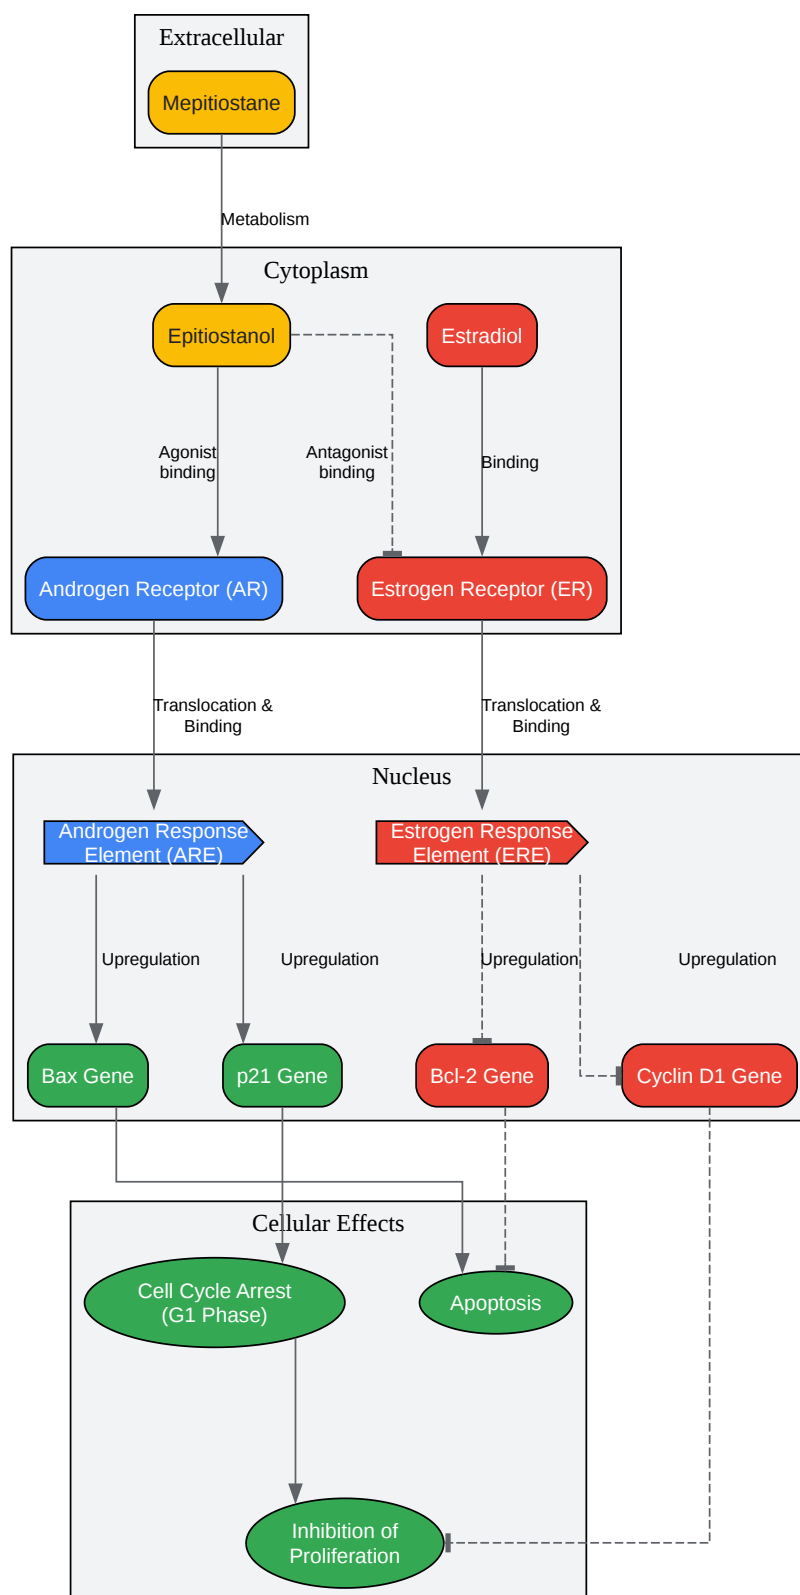 Extracellular
Mepitiostane
Metabolism
Cytoplasm
Epitiostanol
Estradiol
Agonist
binding
Antagonist
binding
Binding
Androgen Receptor (AR)
Estrogen Receptor (ER)
Translocation &
Binding
Translocation &
Binding
Nucleus
Androgen Response
Element (ARE)
Estrogen Response
Element (ERE)
Upregulation
Upregulation
Upregulation
Upregulation
Bax Gene
p21 Gene
Bcl-2 Gene
Cyclin D1 Gene
Cellular Effects
Cell Cycle Arrest
(G1 Phase)
Apoptosis
Inhibition of
Proliferation